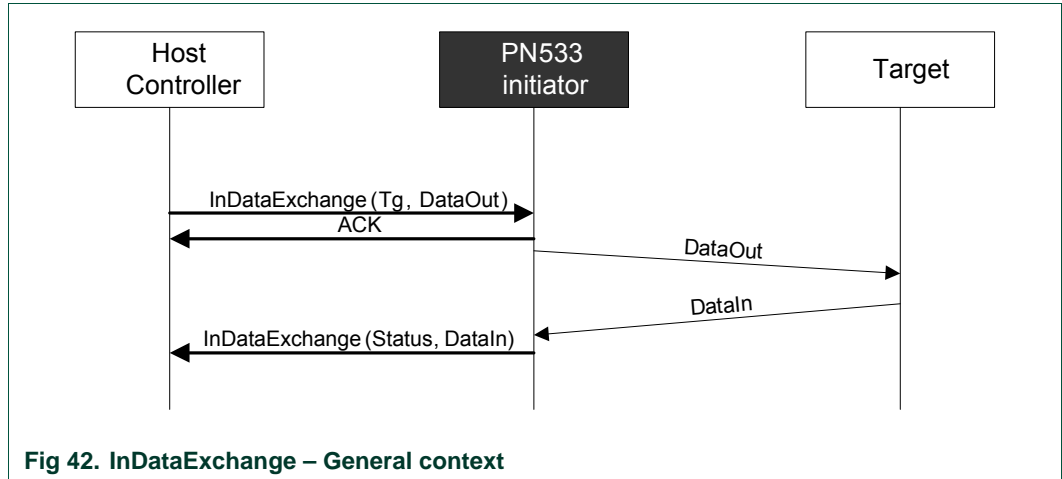 Host
Controller
PN533
initiator
Target
InDataExchange (Tg, DataOut)
ACK
DataOut
DataIn
InDataExchange (Status, DataIn)
Fig 42. InDataExchange – General context